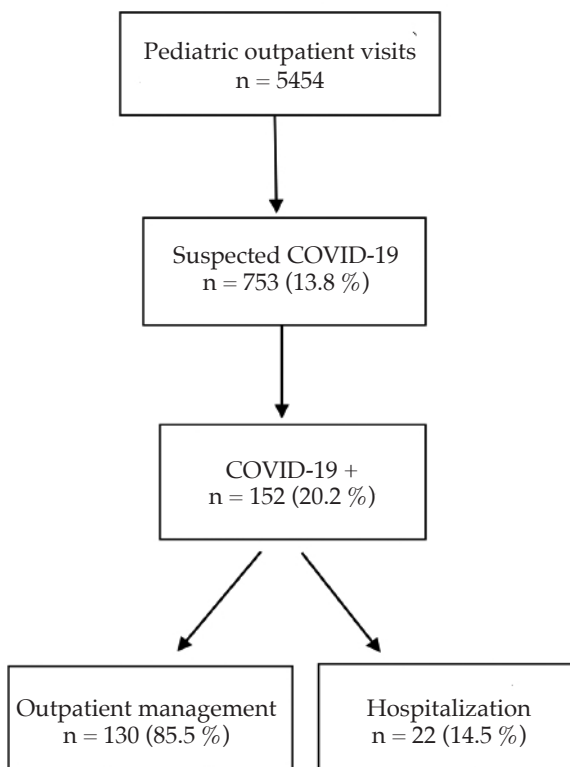 Pediatric outpatient visits
n = 5454
Suspected COVID-19
n = 753 (13.8 %)
COVID-19 +
n = 152 (20.2 %)
Outpatient management
n = 130 (85.5 %)
Hospitalization
n = 22 (14.5 %)